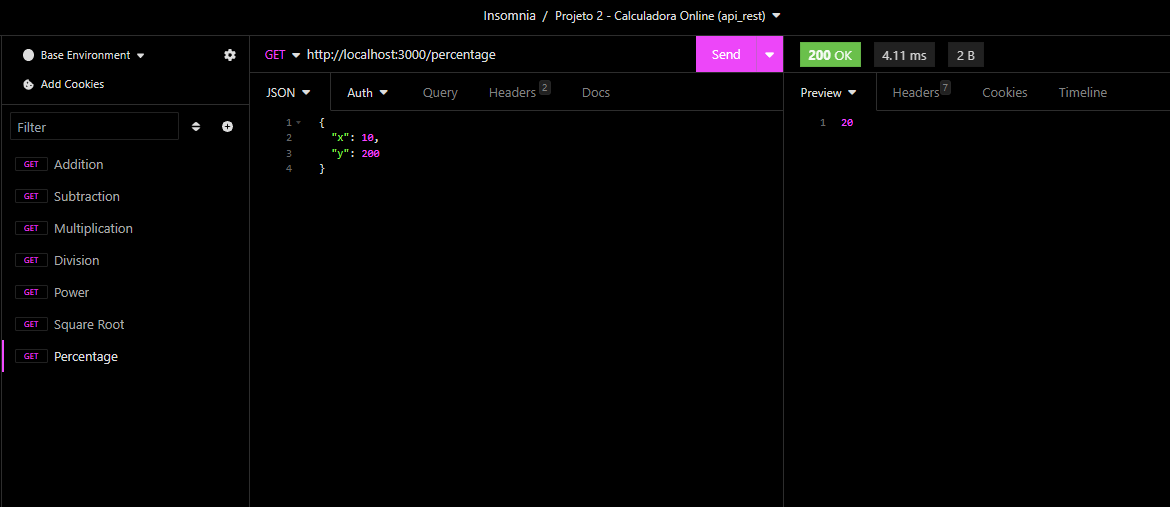 Insomnia / Projeto 2 - Calculadora Online (api_rest)
Base Environment
Add Cookies
Filter
GET Addition
GET Subtraction
GET Multiplication
GET Division
GET Power
GET Square Root
GET Percentage
GET http://localhost:3000/percentage Send
JSON Auth Query Headers 2 Docs
1 {
2 "x": 10,
3 "y": 200
4 }
200 OK 4.11 ms 2 B
Preview Headers 7 Cookies Timeline
1 20